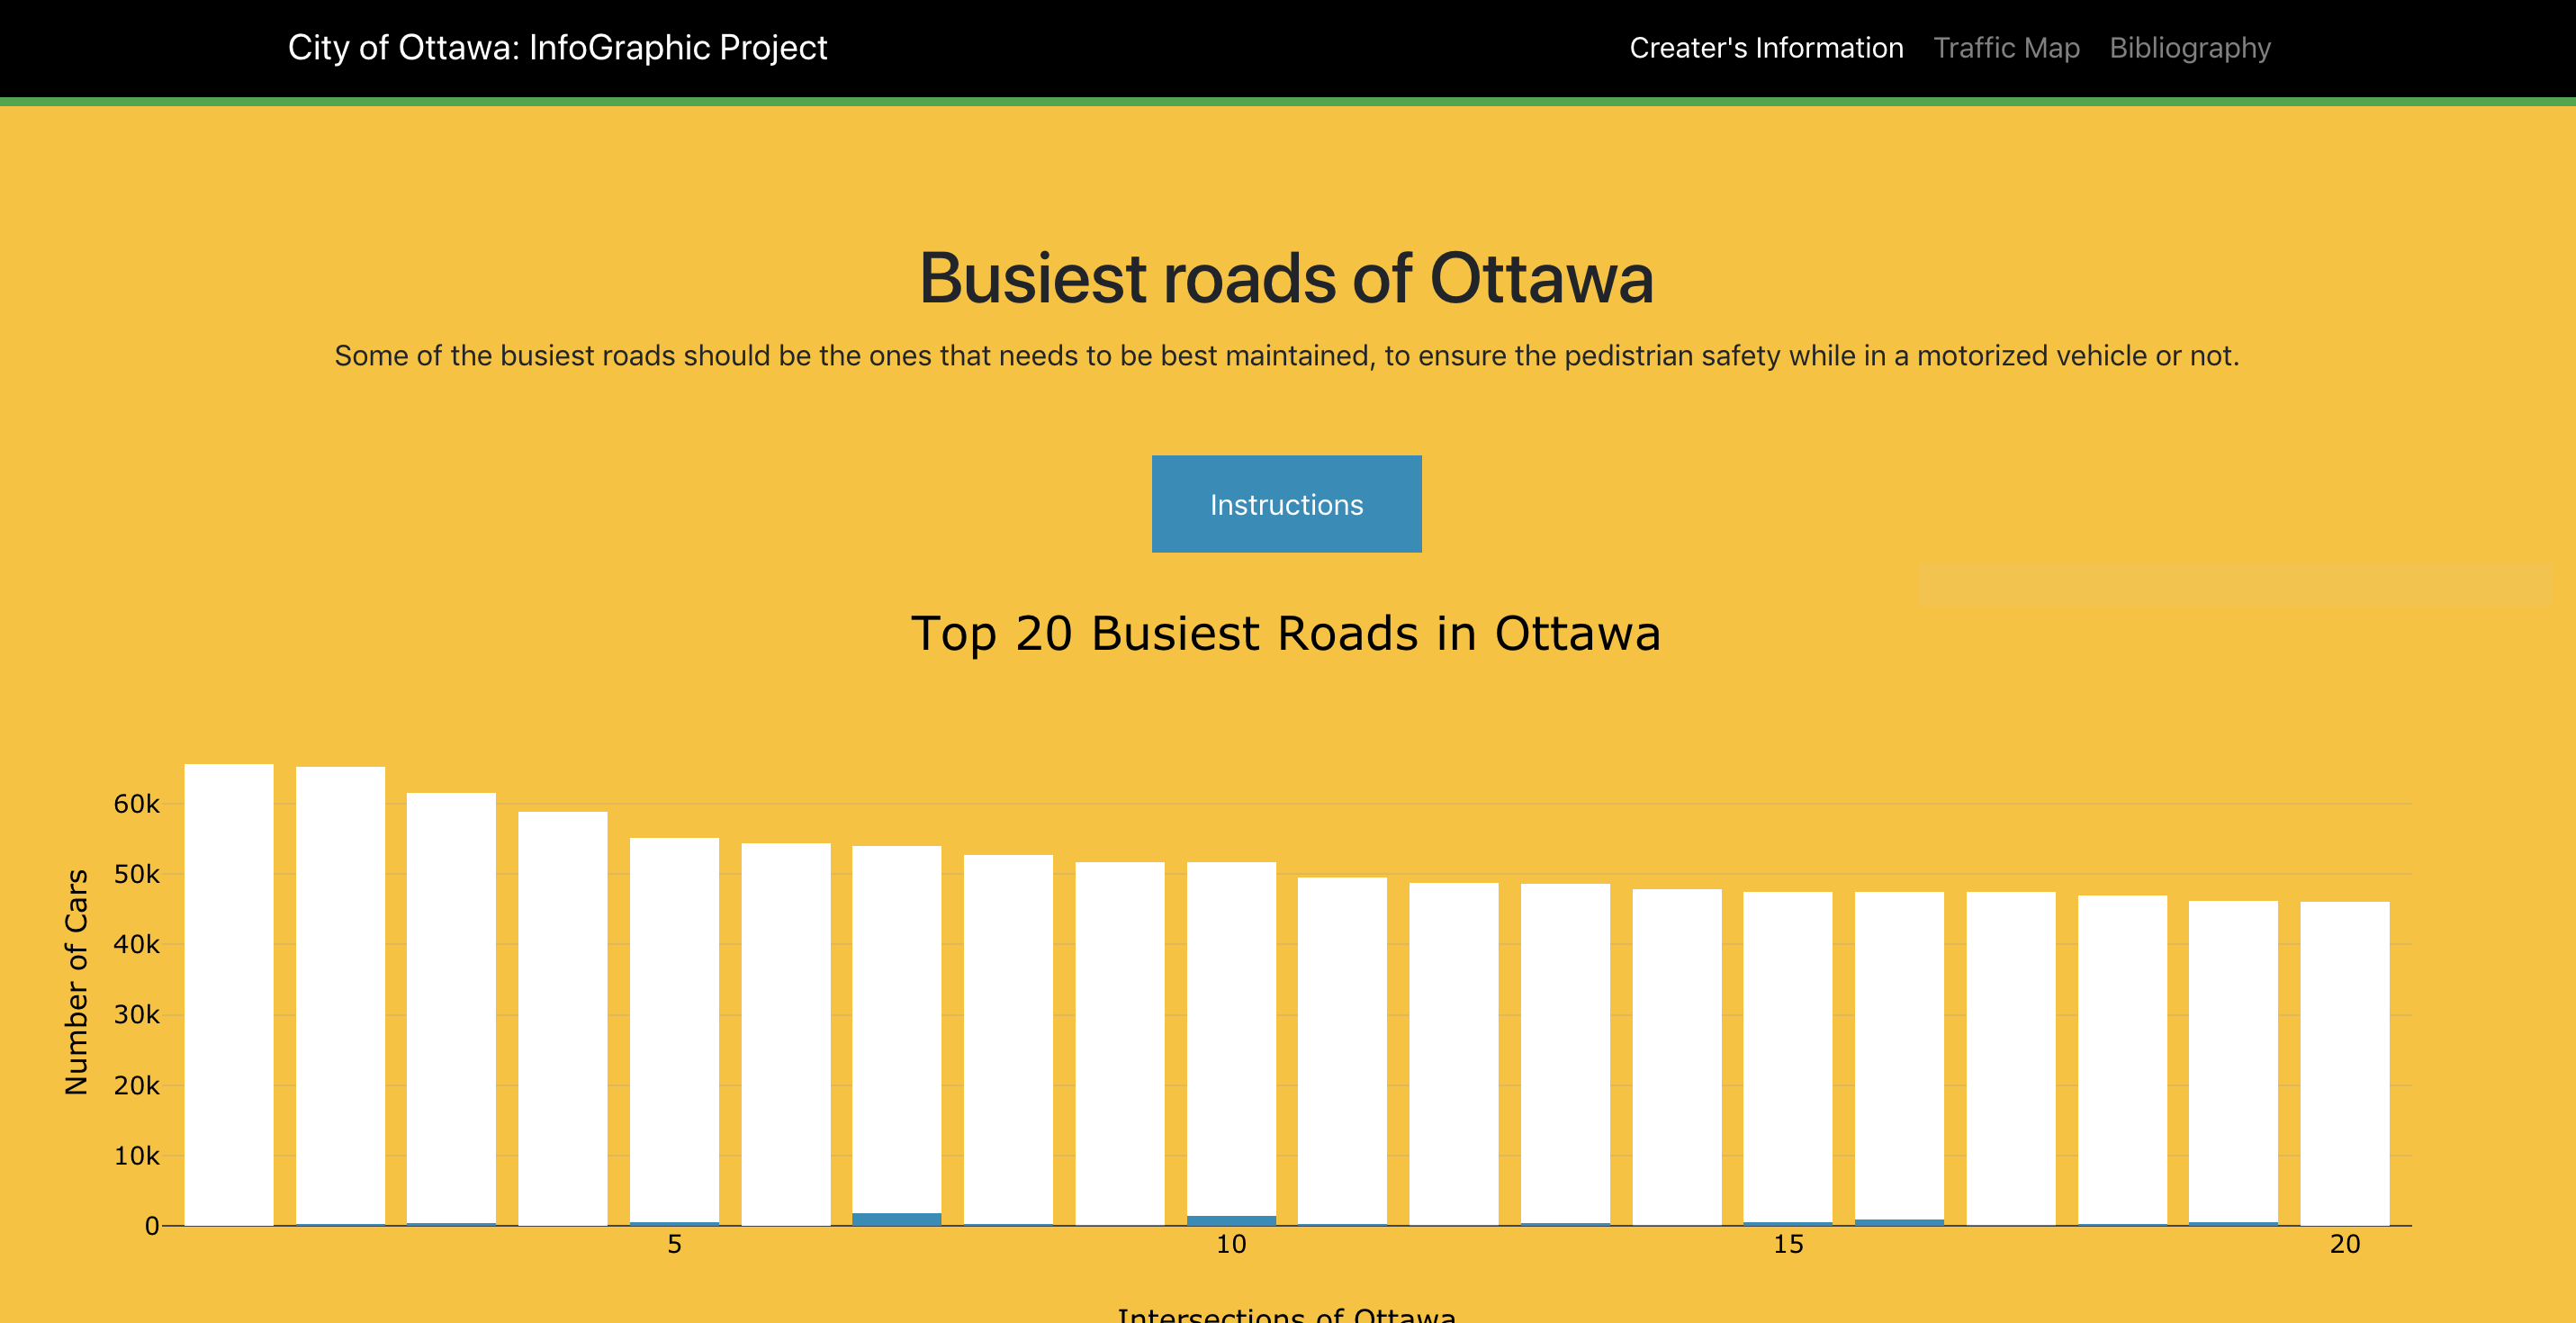 City of Ottawa: InfoGraphic Project
Creater's Information Traffic Map Bibliography
Busiest roads of Ottawa
Some of the busiest roads should be the ones that needs to be best maintained, to ensure the pedistrian safety while in a motorized vehicle or not.
Instructions
Top 20 Busiest Roads in Ottawa
Number of Cars
60k
50k
40k
30k
20k
10k
0
5 10 15 20
Intersections of Ottawa